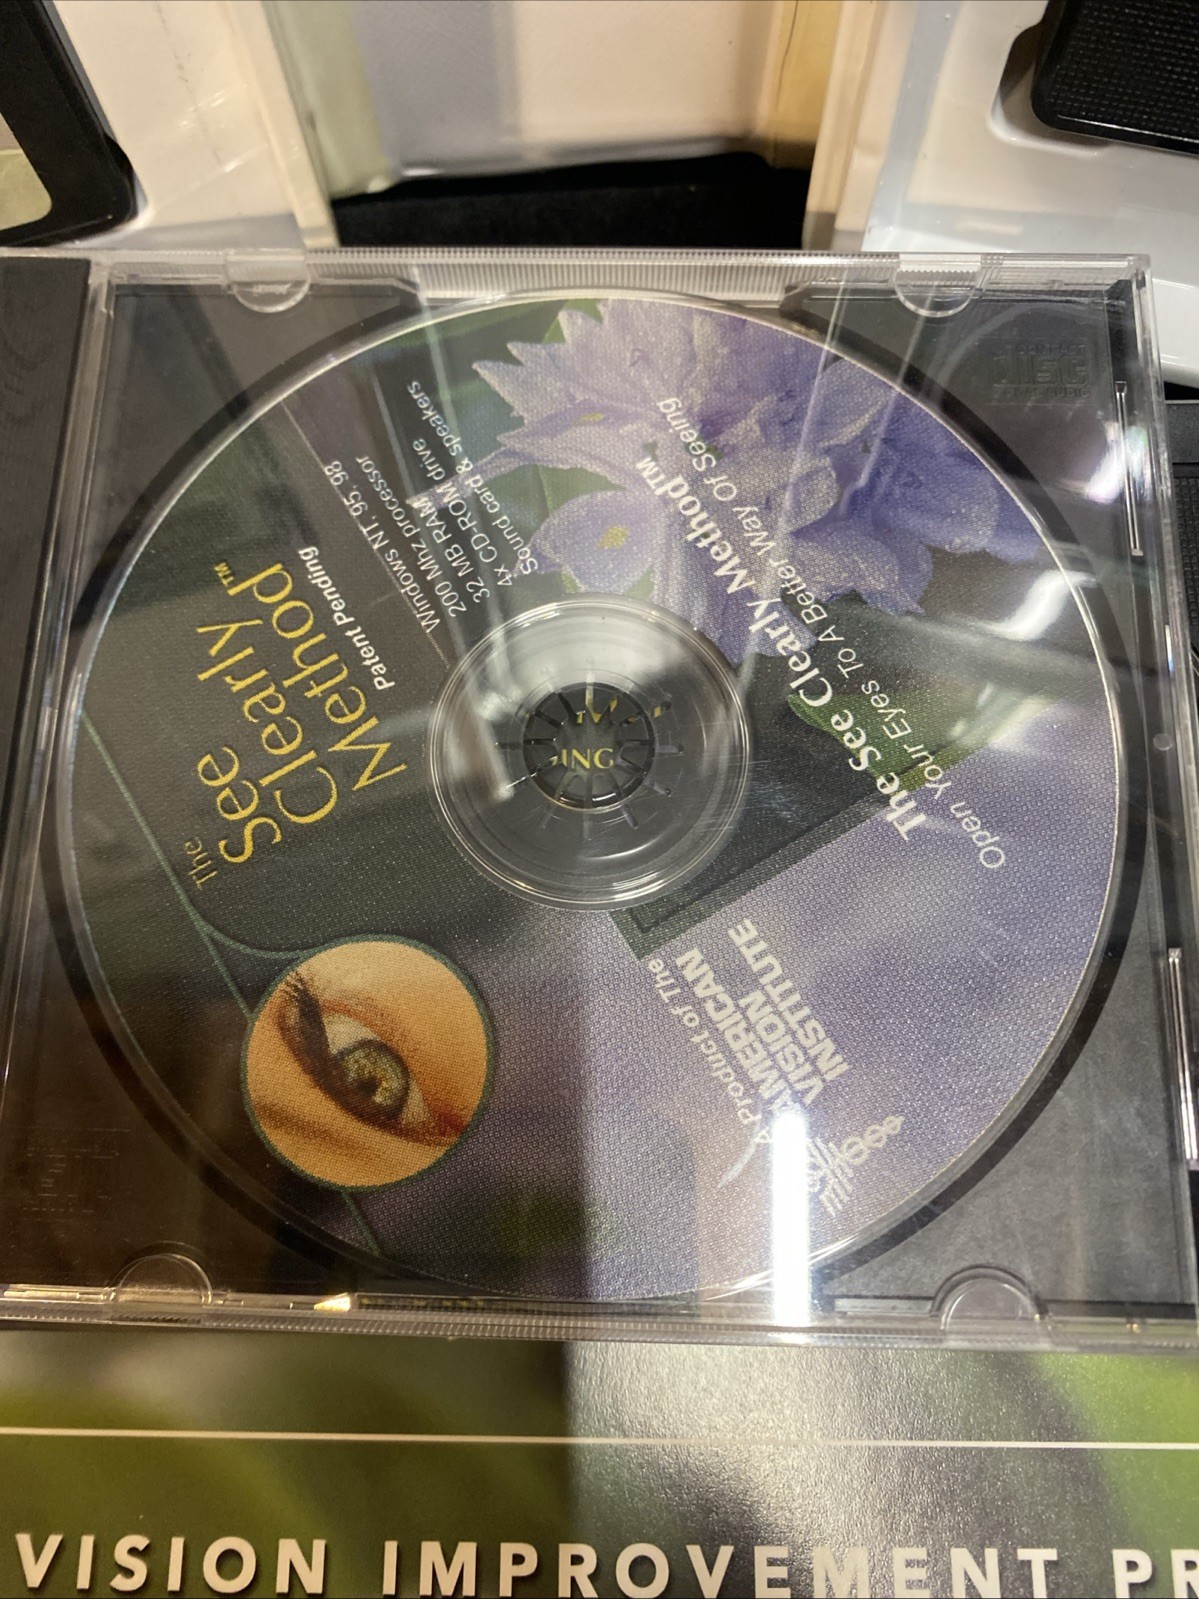 The
See
Clearly
Method™
Patent Pending
Windows NT, 95, 98
200 Mhz processor
32 MB RAM
4x CD-ROM drive
Sound card & speakers
The See Clearly Method™
Open Your Eyes To A Better Way Of Seeing
A Product of The
AMERICAN
VISION
INSTITUTE
ING
VISION IMPROVEMENT PR